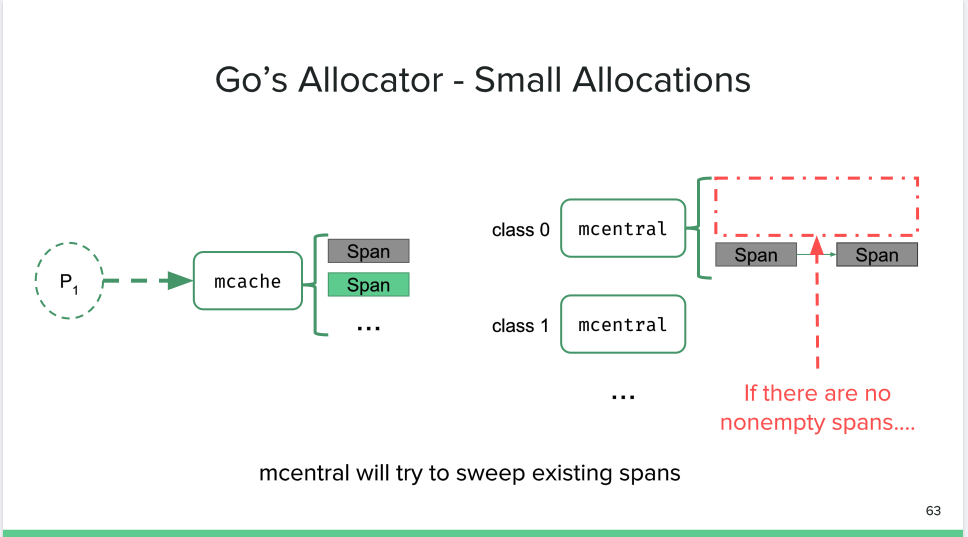 Go's Allocator - Small Allocations
P1
mcache
Span
Span
...
class 0
mcentral
Span
Span
class 1
mcentral
...
If there are no
nonempty spans....
mcentral will try to sweep existing spans
63